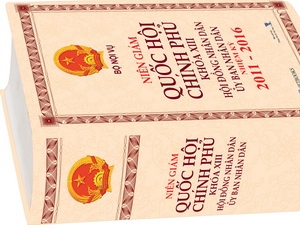 BỘ NỘI VỤ
NIÊN GIÁM
QUỐC HỘI
CHÍNH PHỦ
KHÓA XIII
HỘI ĐỒNG NHÂN DÂN
ỦY BAN NHÂN DÂN
NHIỆM KỲ
2011 - 2016
NIÊN GIÁM
QUỐC HỘI
CHÍNH PHỦ
KHÓA XIII
HỘI ĐỒNG NHÂN DÂN
ỦY BAN NHÂN DÂN